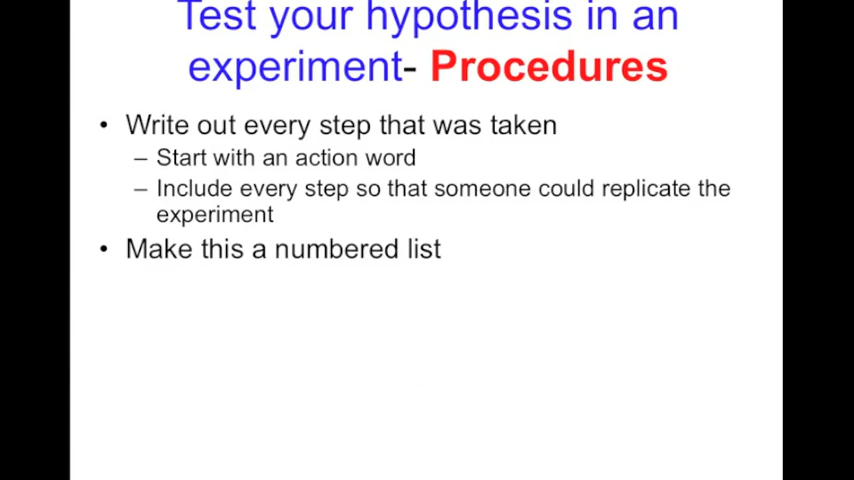 Test your hypothesis in an
experiment- Procedures
• Write out every step that was taken
– Start with an action word
– Include every step so that someone could replicate the
experiment
• Make this a numbered list